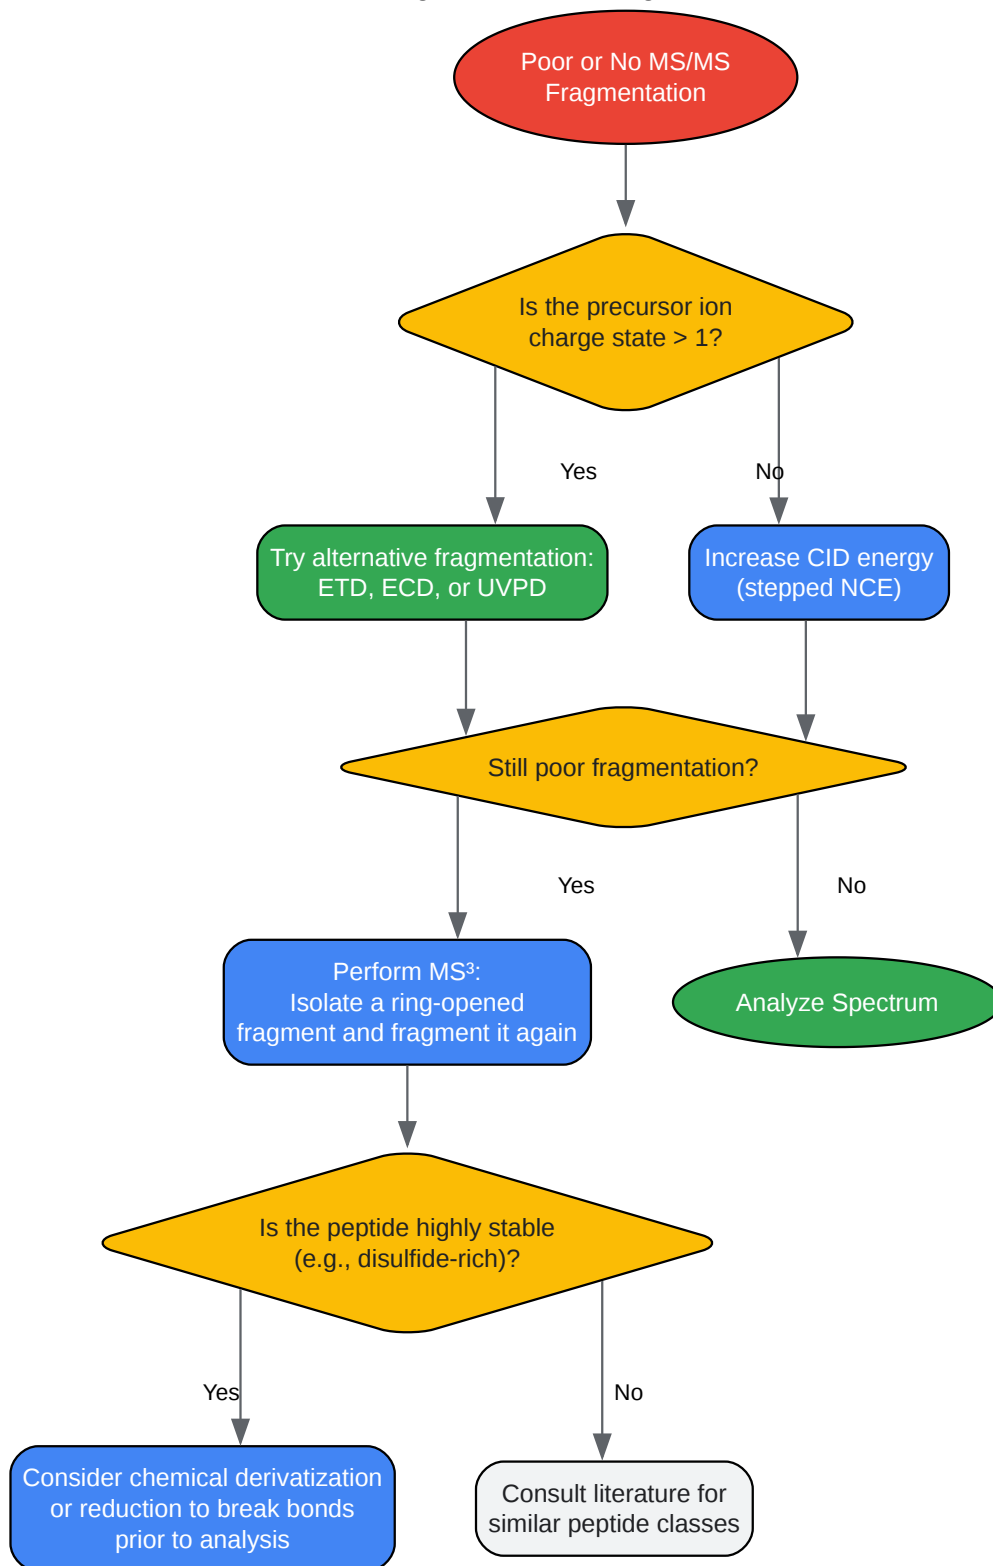 Poor or No MS/MS
Fragmentation
Is the precursor ion
charge state > 1?
Yes
No
Try alternative fragmentation:
ETD, ECD, or UVPD
Increase CID energy
(stepped NCE)
Still poor fragmentation?
Yes
No
Perform MS³:
Isolate a ring-opened
fragment and fragment it again
Analyze Spectrum
Is the peptide highly stable
(e.g., disulfide-rich)?
Yes
No
Consider chemical derivatization
or reduction to break bonds
prior to analysis
Consult literature for
similar peptide classes